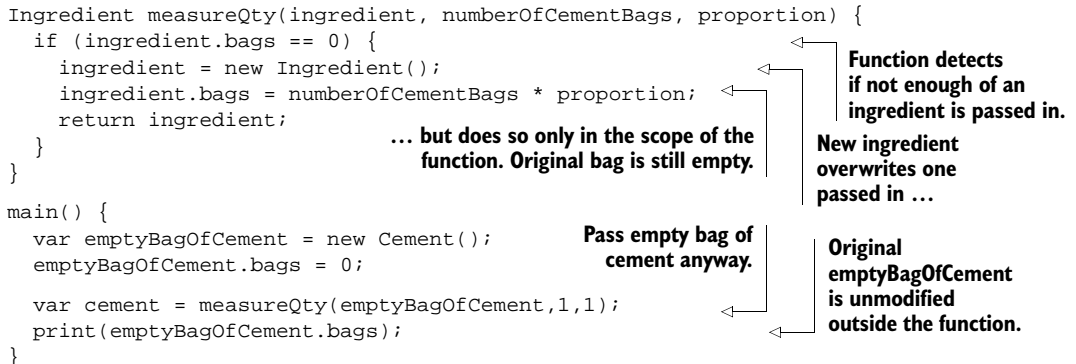 Ingredient measureQty(ingredient, numberOfCementBags, proportion) {
if (ingredient.bags == 0) {
ingredient = new Ingredient();
ingredient.bags = numberOfCementBags * proportion;
return ingredient;
}
}
Function detects
if not enough of an
ingredient is passed in.
New ingredient
overwrites one
passed in …
… but does so only in the scope of the
function. Original bag is still empty.
main() {
var emptyBagOfCement = new Cement();
emptyBagOfCement.bags = 0;
var cement = measureQty(emptyBagOfCement,1,1);
print(emptyBagOfCement.bags);
}
Pass empty bag of
cement anyway.
Original
emptyBagOfCement
is unmodified
outside the function.